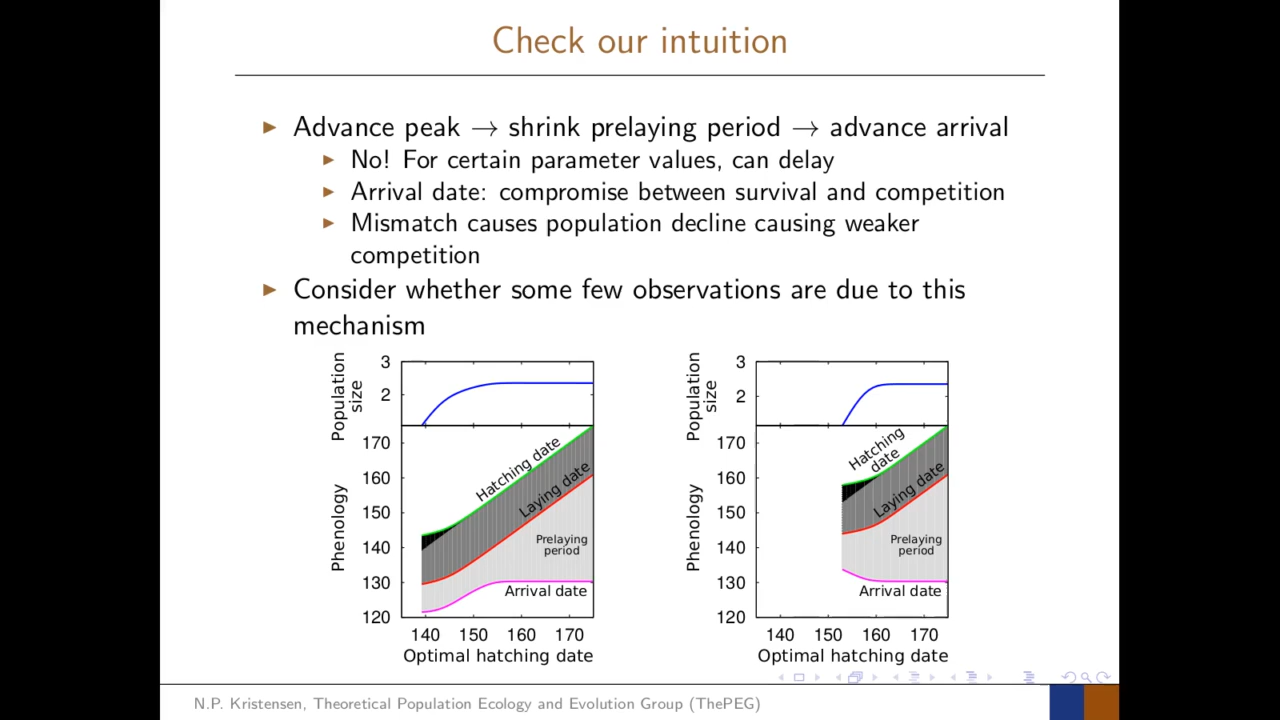 Check our intuition
Advance peak → shrink prelaying period → advance arrival
No! For certain parameter values, can delay
Arrival date: compromise between survival and competition
Mismatch causes population decline causing weaker
competition
Consider whether some few observations are due to this
mechanism
Population
size
3
2
Phenology
170
160
150
140
130
120
Hatching date
Laying date
Prelaying
period
Arrival date
140 150 160 170
Optimal hatching date
Population
size
3
2
Phenology
170
160
150
140
130
120
Hatching
date
Laying date
Prelaying
period
Arrival date
140 150 160 170
Optimal hatching date
N.P. Kristensen, Theoretical Population Ecology and Evolution Group (ThePEG)